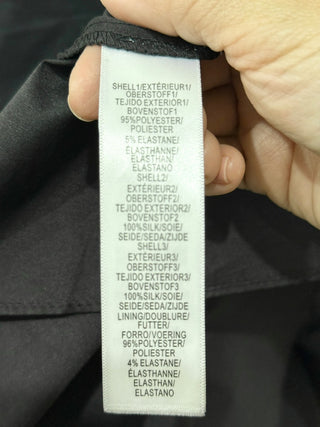 SHELL1/EXTÉRIEUR1/
OBERSTOFF1/
TEJIDO EXTERIOR1/
BOVENSTOF1
95%POLYESTER/
POLIESTER
5% ELASTANE/
ÉLASTHANNE/
ELASTHAN/
ELASTANO
SHELL2/
EXTÉRIEUR2/
OBERSTOFF2/
TEJIDO EXTERIOR2/
BOVENSTOF2
100%SILK/SOIE/
SEIDE/SEDA/ZIJDE
SHELL3/
EXTÉRIEUR3/
OBERSTOFF3/
TEJIDO EXTERIOR3/
BOVENSTOF3
100%SILK/SOIE/
SEIDE/SEDA/ZIJDE
LINING/DOUBLURE/
FUTTER/
FORRO/VOERING
96%POLYESTER/
POLIESTER
4% ELASTANE/
ÉLASTHANNE/
ELASTHAN/
ELASTANO